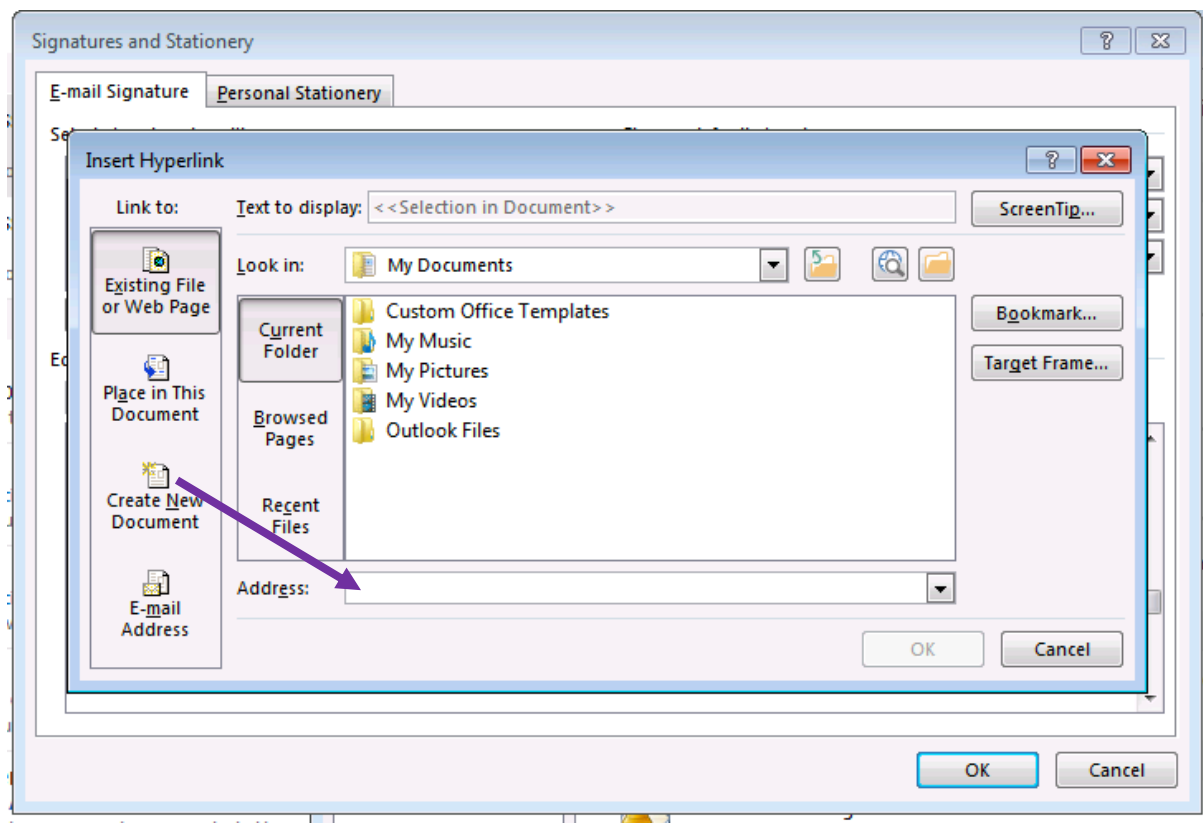 Signatures and Stationery
E-mail Signature
Personal Stationery
Insert Hyperlink
Link to:
Text to display:
<<Selection in Document>>
ScreenTip...
Existing File
or Web Page
Look in:
My Documents
Current
Folder
Custom Office Templates
My Music
My Pictures
My Videos
Outlook Files
Bookmark...
Target Frame...
Place in This
Document
Browsed
Pages
Create New
Document
Recent
Files
E-mail
Address
Address:
OK
Cancel
OK
Cancel